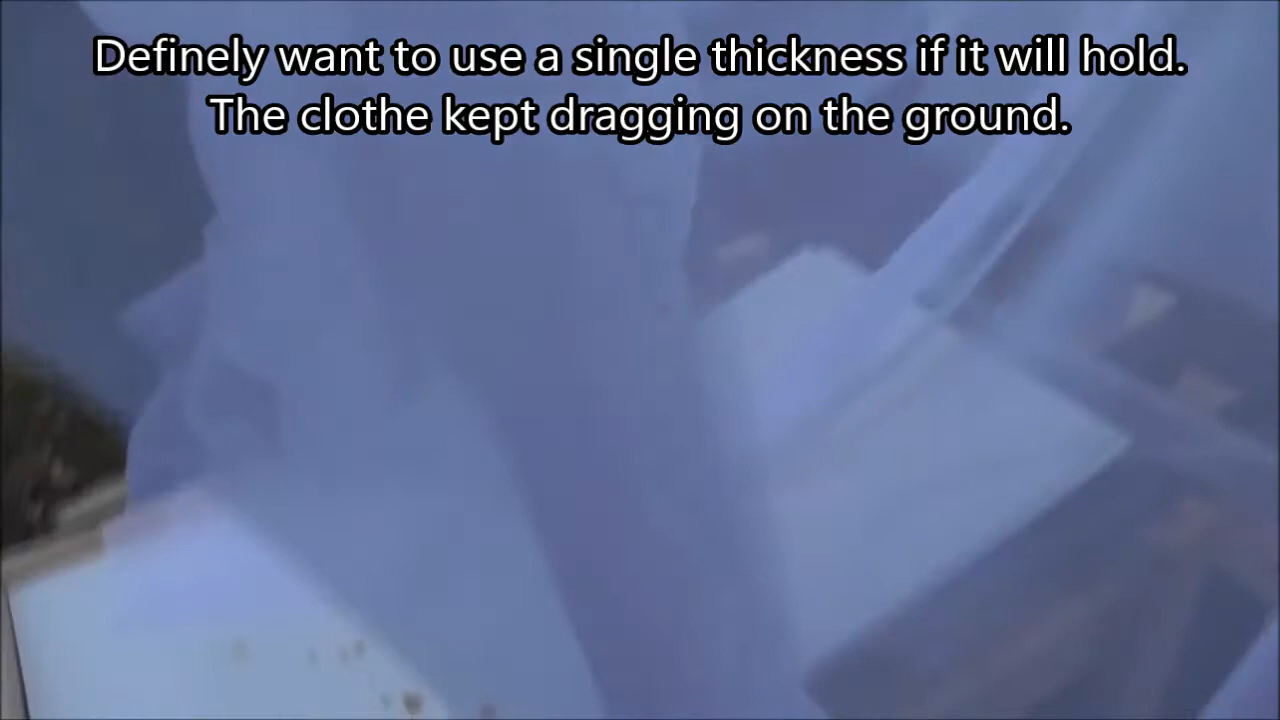 Definely want to use a single thickness if it will hold.
The clothe kept dragging on the ground.